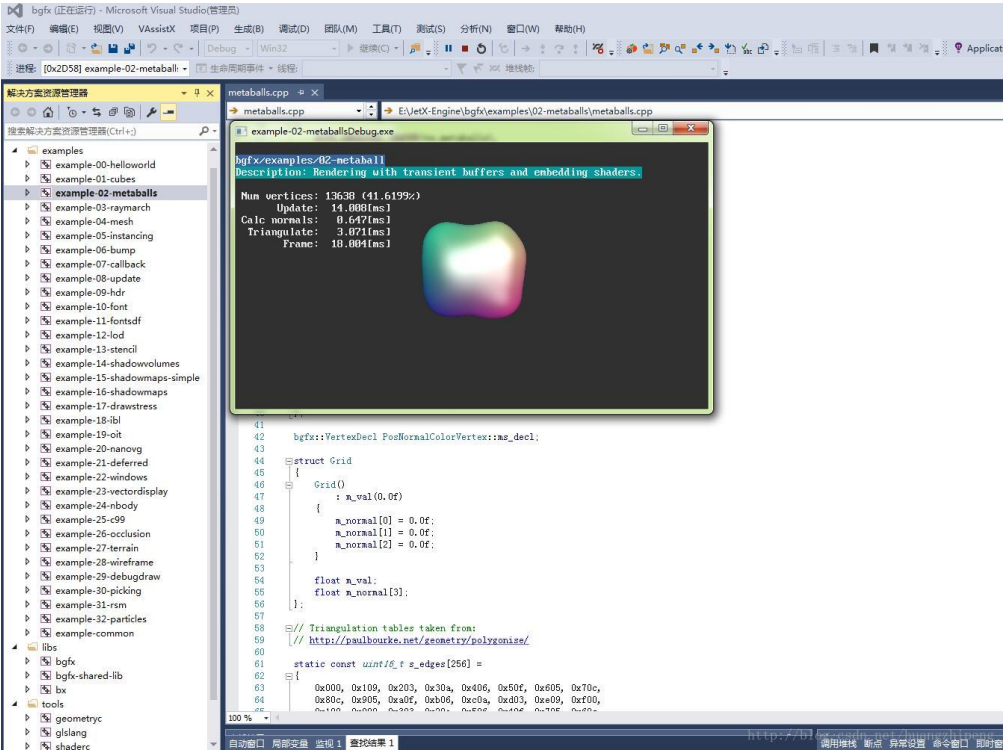 bgfx (正在运行) - Microsoft Visual Studio(管理员)
文件(F) 编辑(E) 视图(V) VAssistX 项目(P) 生成(B) 调试(D) 团队(M) 工具(T) 测试(S) 分析(N) 窗口(W) 帮助(H)
Debug Win32 继续(C) Applicat
进程: [0x2D58] example-02-metaball: 生命周期事件 线程: 堆栈帧:
解决方案资源管理器
搜索解决方案资源管理器(Ctrl+;)
examples
example-00-helloworld
example-01-cubes
example-02-metaballs
example-03-raymarch
example-04-mesh
example-05-instancing
example-06-bump
example-07-callback
example-08-update
example-09-hdr
example-10-font
example-11-fontsdf
example-12-lod
example-13-stencil
example-14-shadowvolumes
example-15-shadowmaps-simple
example-16-shadowmaps
example-17-drawstress
example-18-ibl
example-19-oit
example-20-nanovg
example-21-deferred
example-22-windows
example-23-vectordisplay
example-24-nbody
example-25-c99
example-26-occlusion
example-27-terrain
example-28-wireframe
example-29-debugdraw
example-30-picking
example-31-rsm
example-32-particles
example-common
libs
bgfx
bgfx-shared-lib
bx
tools
geometryc
glslang
shaderc
metaballs.cpp
metaballs.cpp E:\JetX-Engine\bgfx\examples\02-metaballs\metaballs.cpp
example-02-metaballsDebug.exe
bgfx/examples/02-metaball
Description: Rendering with transient buffers and embedding shaders.
Num vertices: 13638 (41.6199%)
Update: 14.008[ms]
Calc normals: 0.647[ms]
Triangulate: 3.071[ms]
Frame: 18.004[ms]
41
42 bgfx::VertexDecl PosNormalColorVertex::ms_decl;
43
44 struct Grid
45 {
46 Grid()
47 : m_val(0.0f)
48 {
49 m_normal[0] = 0.0f;
50 m_normal[1] = 0.0f;
51 m_normal[2] = 0.0f;
52 }
53
54 float m_val;
55 float m_normal[3];
56 };
57
58 // Triangulation tables taken from:
59 // http://paulbourke.net/geometry/polygonise/
60
61 static const uint16_t s_edges[256] =
62 {
63 0x000, 0x109, 0x203, 0x30a, 0x406, 0x50f, 0x605, 0x70c,
64 0x80c, 0x905, 0xa0f, 0xb06, 0xc0a, 0xd03, 0xe09, 0xf00,
100 %
自动窗口 局部变量 监视 1 查找结果 1
调用堆栈 断点 异常设置 命令窗口 即时窗